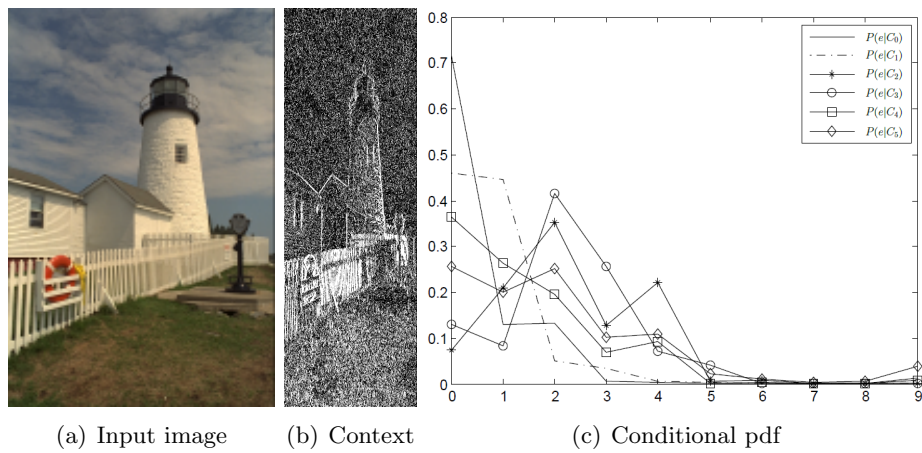 0.8
0.7
0.6
0.5
0.4
0.3
0.2
0.1
0
0 1 2 3 4 5 6 7 8 9
P(e|C₀)
P(e|C₁)
P(e|C₂)
P(e|C₃)
P(e|C₄)
P(e|C₅)
(a) Input image (b) Context (c) Conditional pdf